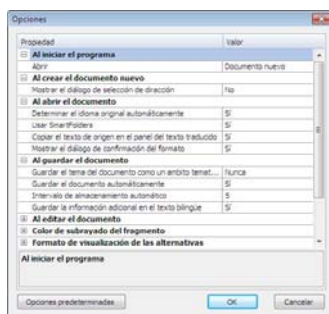 Opciones
Propiedad Valor
Al iniciar el programa
Abrir Documento nuevo
Al crear el documento nuevo
Mostrar el diálogo de selección de dirección No
Al abrir el documento
Determinar el idioma original automáticamente Sí
Usar SmartFolders Sí
Copiar el texto de origen en el panel del texto traducido Sí
Mostrar el diálogo de confirmación del formato Sí
Al guardar el documento
Guardar el tema del documento como un ámbito temat... Nunca
Guardar el documento automáticamente Sí
Intervalo de almacenamiento automático 5
Guardar la información adicional en el texto bilingüe Sí
Al editar el documento
Color de subrayado del fragmento
Formato de visualización de las alternativas
Al iniciar el programa
Opciones predeterminadas OK Cancelar